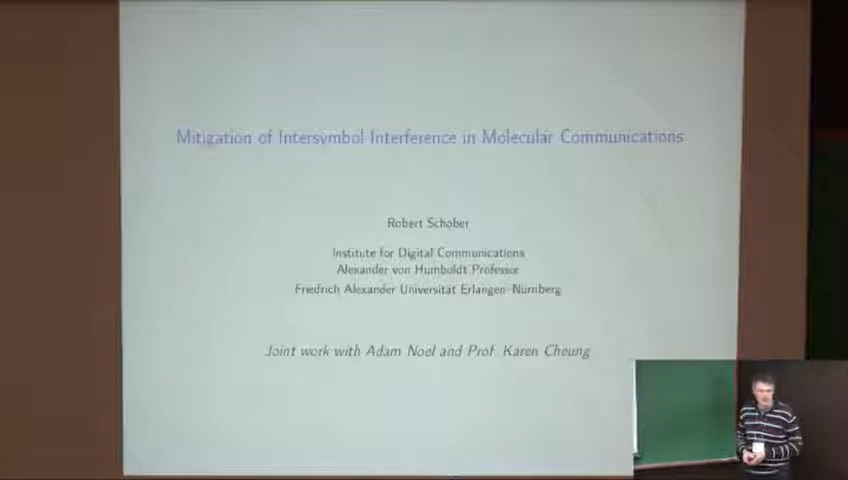 Mitigation of Intersymbol Interference in Molecular Communications
Robert Schober
Institute for Digital Communications
Alexander von Humboldt Professor
Friedrich Alexander Universität Erlangen-Nürnberg
Joint work with Adam Noel and Prof. Karen Cheung